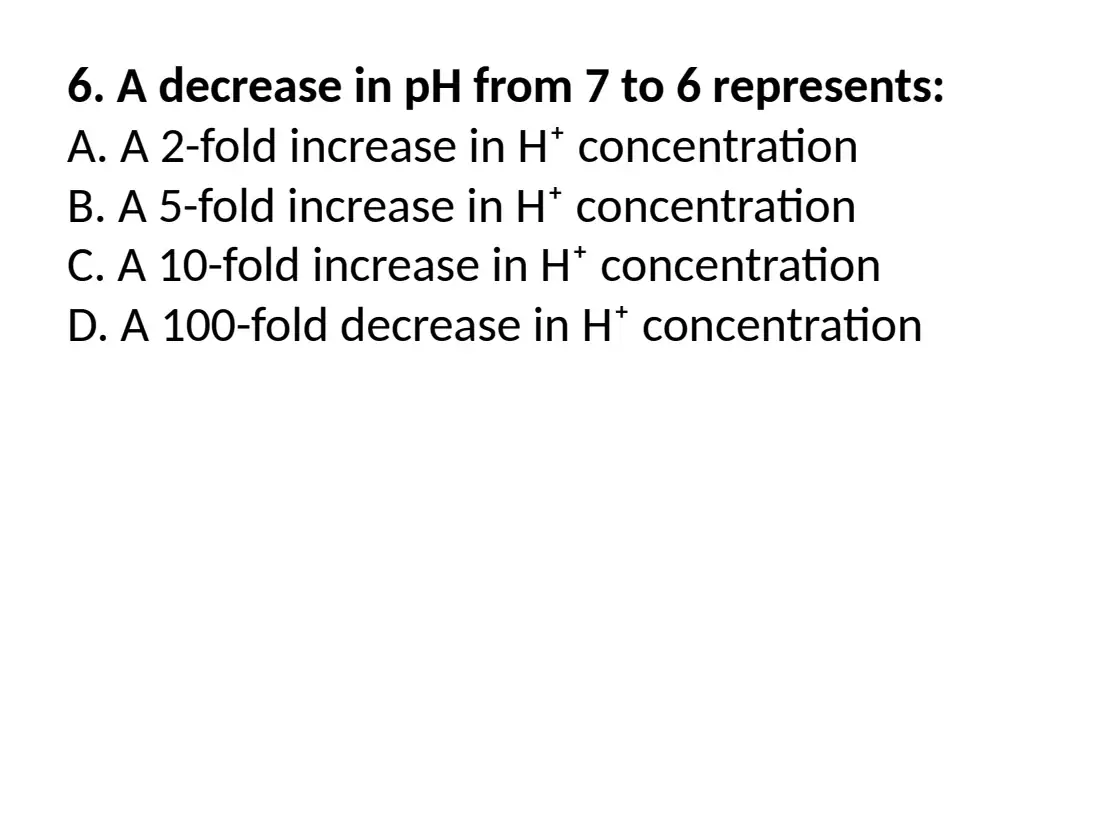 6. A decrease in pH from 7 to 6 represents:
A. A 2-fold increase in H⁺ concentration
B. A 5-fold increase in H⁺ concentration
C. A 10-fold increase in H⁺ concentration
D. A 100-fold decrease in H⁺ concentration